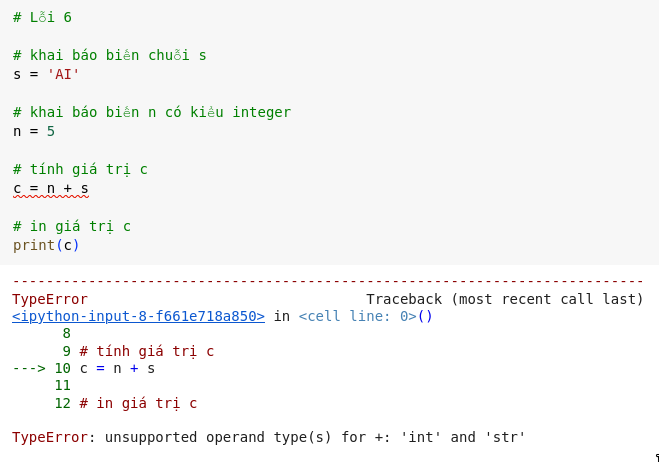 # Lỗi 6
# khai báo biến chuỗi s
s = 'AI'
# khai báo biến n có kiểu integer
n = 5
# tính giá trị c
c = n + s
# in giá trị c
print(c)
---------------------------------------------------------------------------
TypeError                                 Traceback (most recent call last)
<ipython-input-8-f661e718a850> in <cell line: 0>()
      8
      9 # tính giá trị c
---> 10 c = n + s
     11
     12 # in giá trị c
TypeError: unsupported operand type(s) for +: 'int' and 'str'